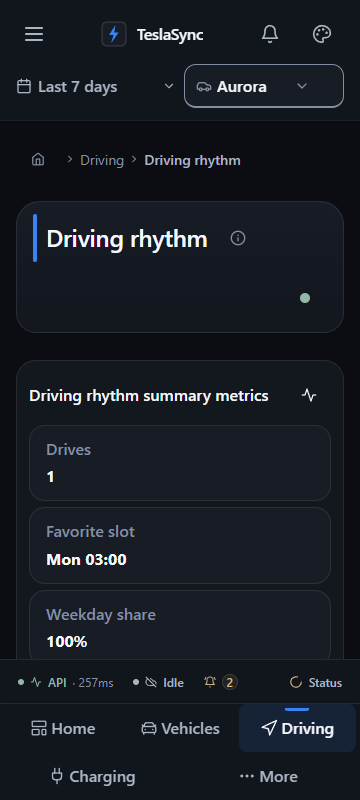 TeslaSync
Last 7 days
Aurora
Driving
Driving rhythm
Driving rhythm
Driving rhythm summary metrics
Drives
1
Favorite slot
Mon 03:00
Weekday share
100%
API · 257ms
Idle
2
Status
Home
Vehicles
Driving
Charging
More